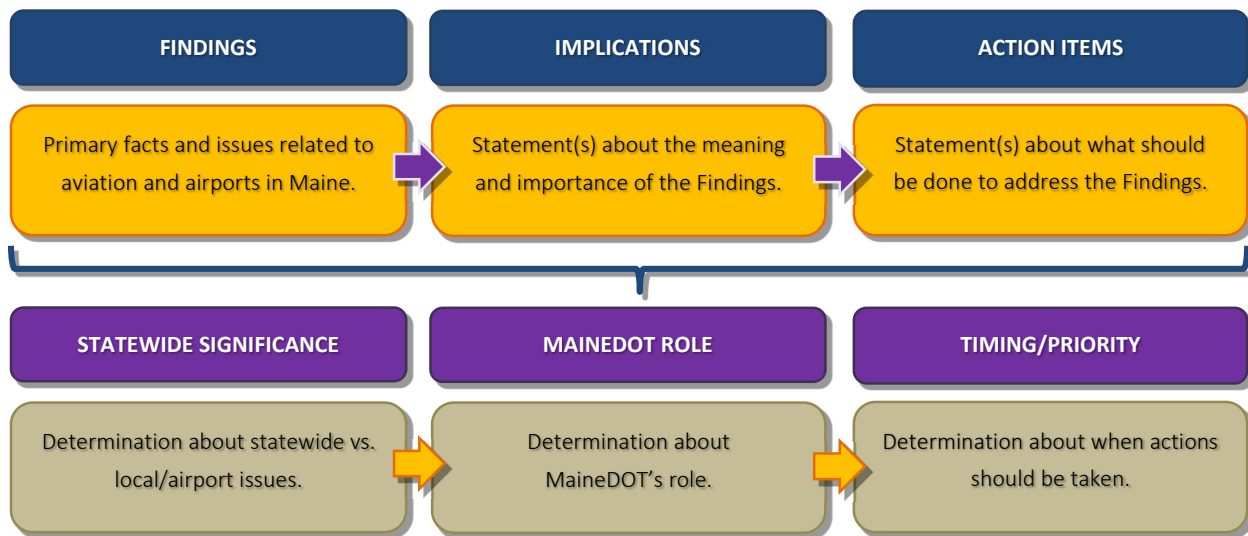 FINDINGS
IMPLICATIONS
ACTION ITEMS
Primary facts and issues related to
aviation and airports in Maine.
Statement(s) about the meaning
and importance of the Findings.
Statement(s) about what should
be done to address the Findings.
STATEWIDE SIGNIFICANCE
MAINEDOT ROLE
TIMING/PRIORITY
Determination about statewide vs.
local/airport issues.
Determination about
MaineDOT’s role.
Determination about when actions
should be taken.